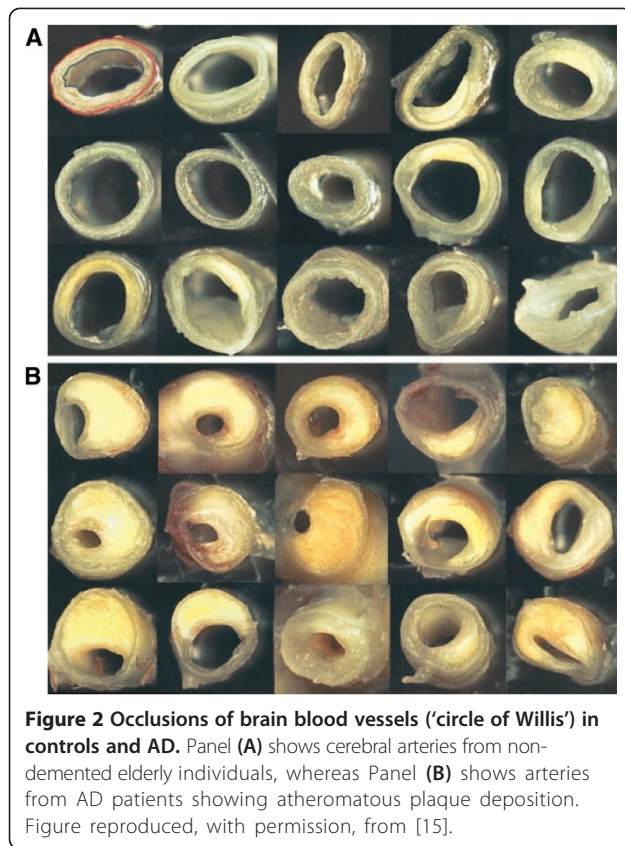 A
B
Figure 2 Occlusions of brain blood vessels (‘circle of Willis’) in
controls and AD. Panel (A) shows cerebral arteries from non-
demented elderly individuals, whereas Panel (B) shows arteries
from AD patients showing atheromatous plaque deposition.
Figure reproduced, with permission, from [15].